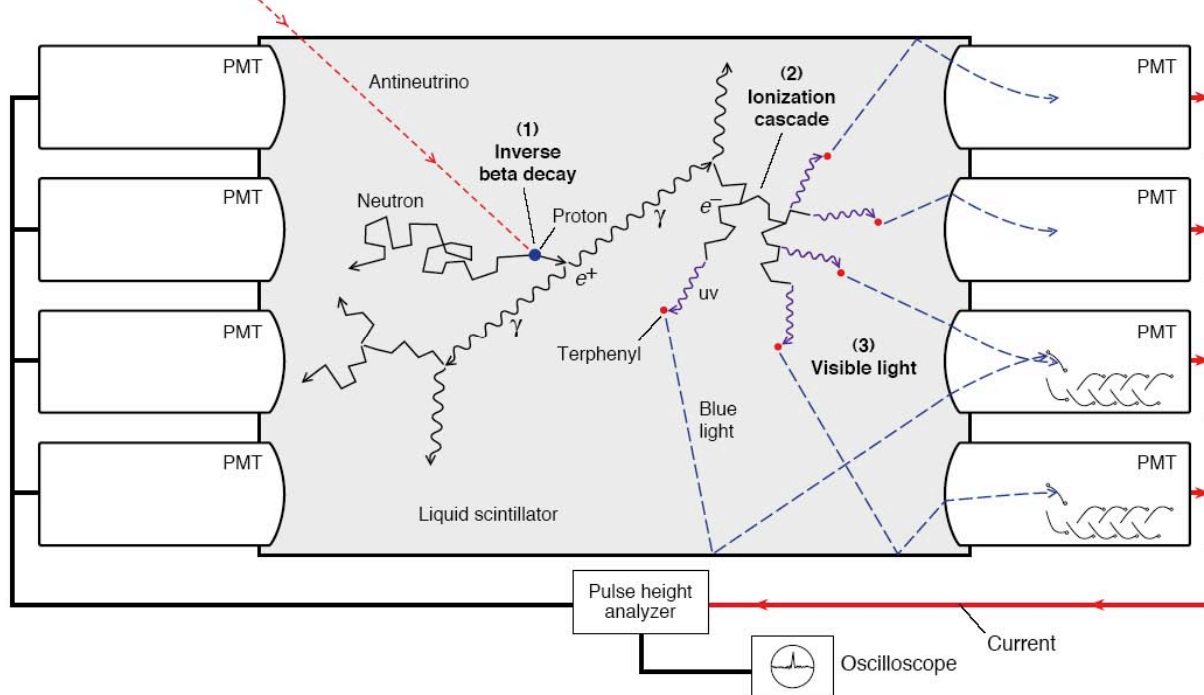 PMT
PMT
PMT
PMT
Antineutrino
(1)
Inverse
beta decay
Neutron
Proton
γ
e+
γ
(2)
Ionization
cascade
e−
uv
Terphenyl
(3)
Visible light
Blue
light
Liquid scintillator
PMT
PMT
PMT
PMT
Pulse height
analyzer
Current
Oscilloscope